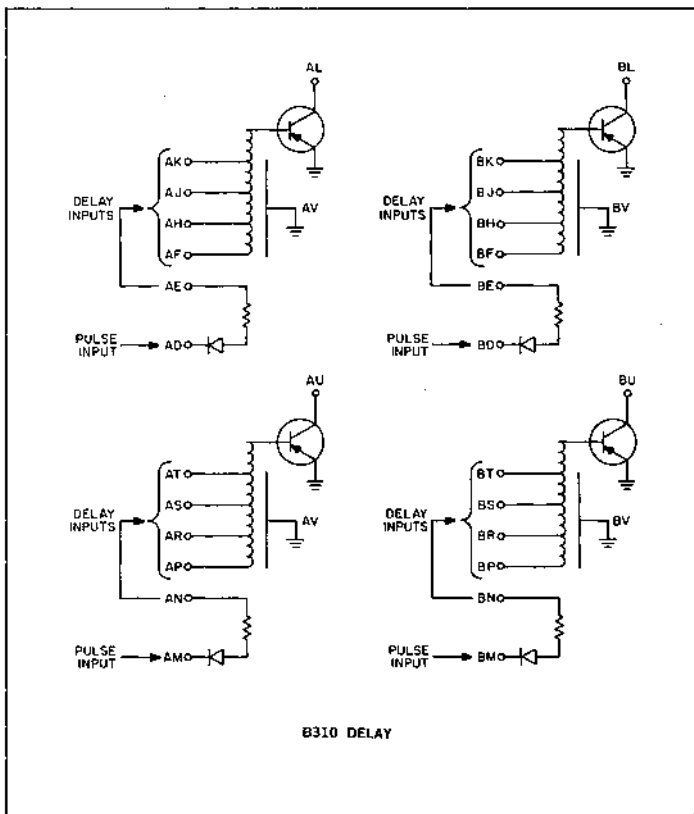 AL
AK
AJ
AH
AF
DELAY
INPUTS
AV
AE
PULSE
INPUT
AD
BL
BK
BJ
BH
BF
DELAY
INPUTS
BV
BE
PULSE
INPUT
BD
AU
AT
AS
AR
AP
DELAY
INPUTS
AV
AN
PULSE
INPUT
AM
BU
BT
BS
BR
BP
DELAY
INPUTS
BV
BN
PULSE
INPUT
BM
B310 DELAY